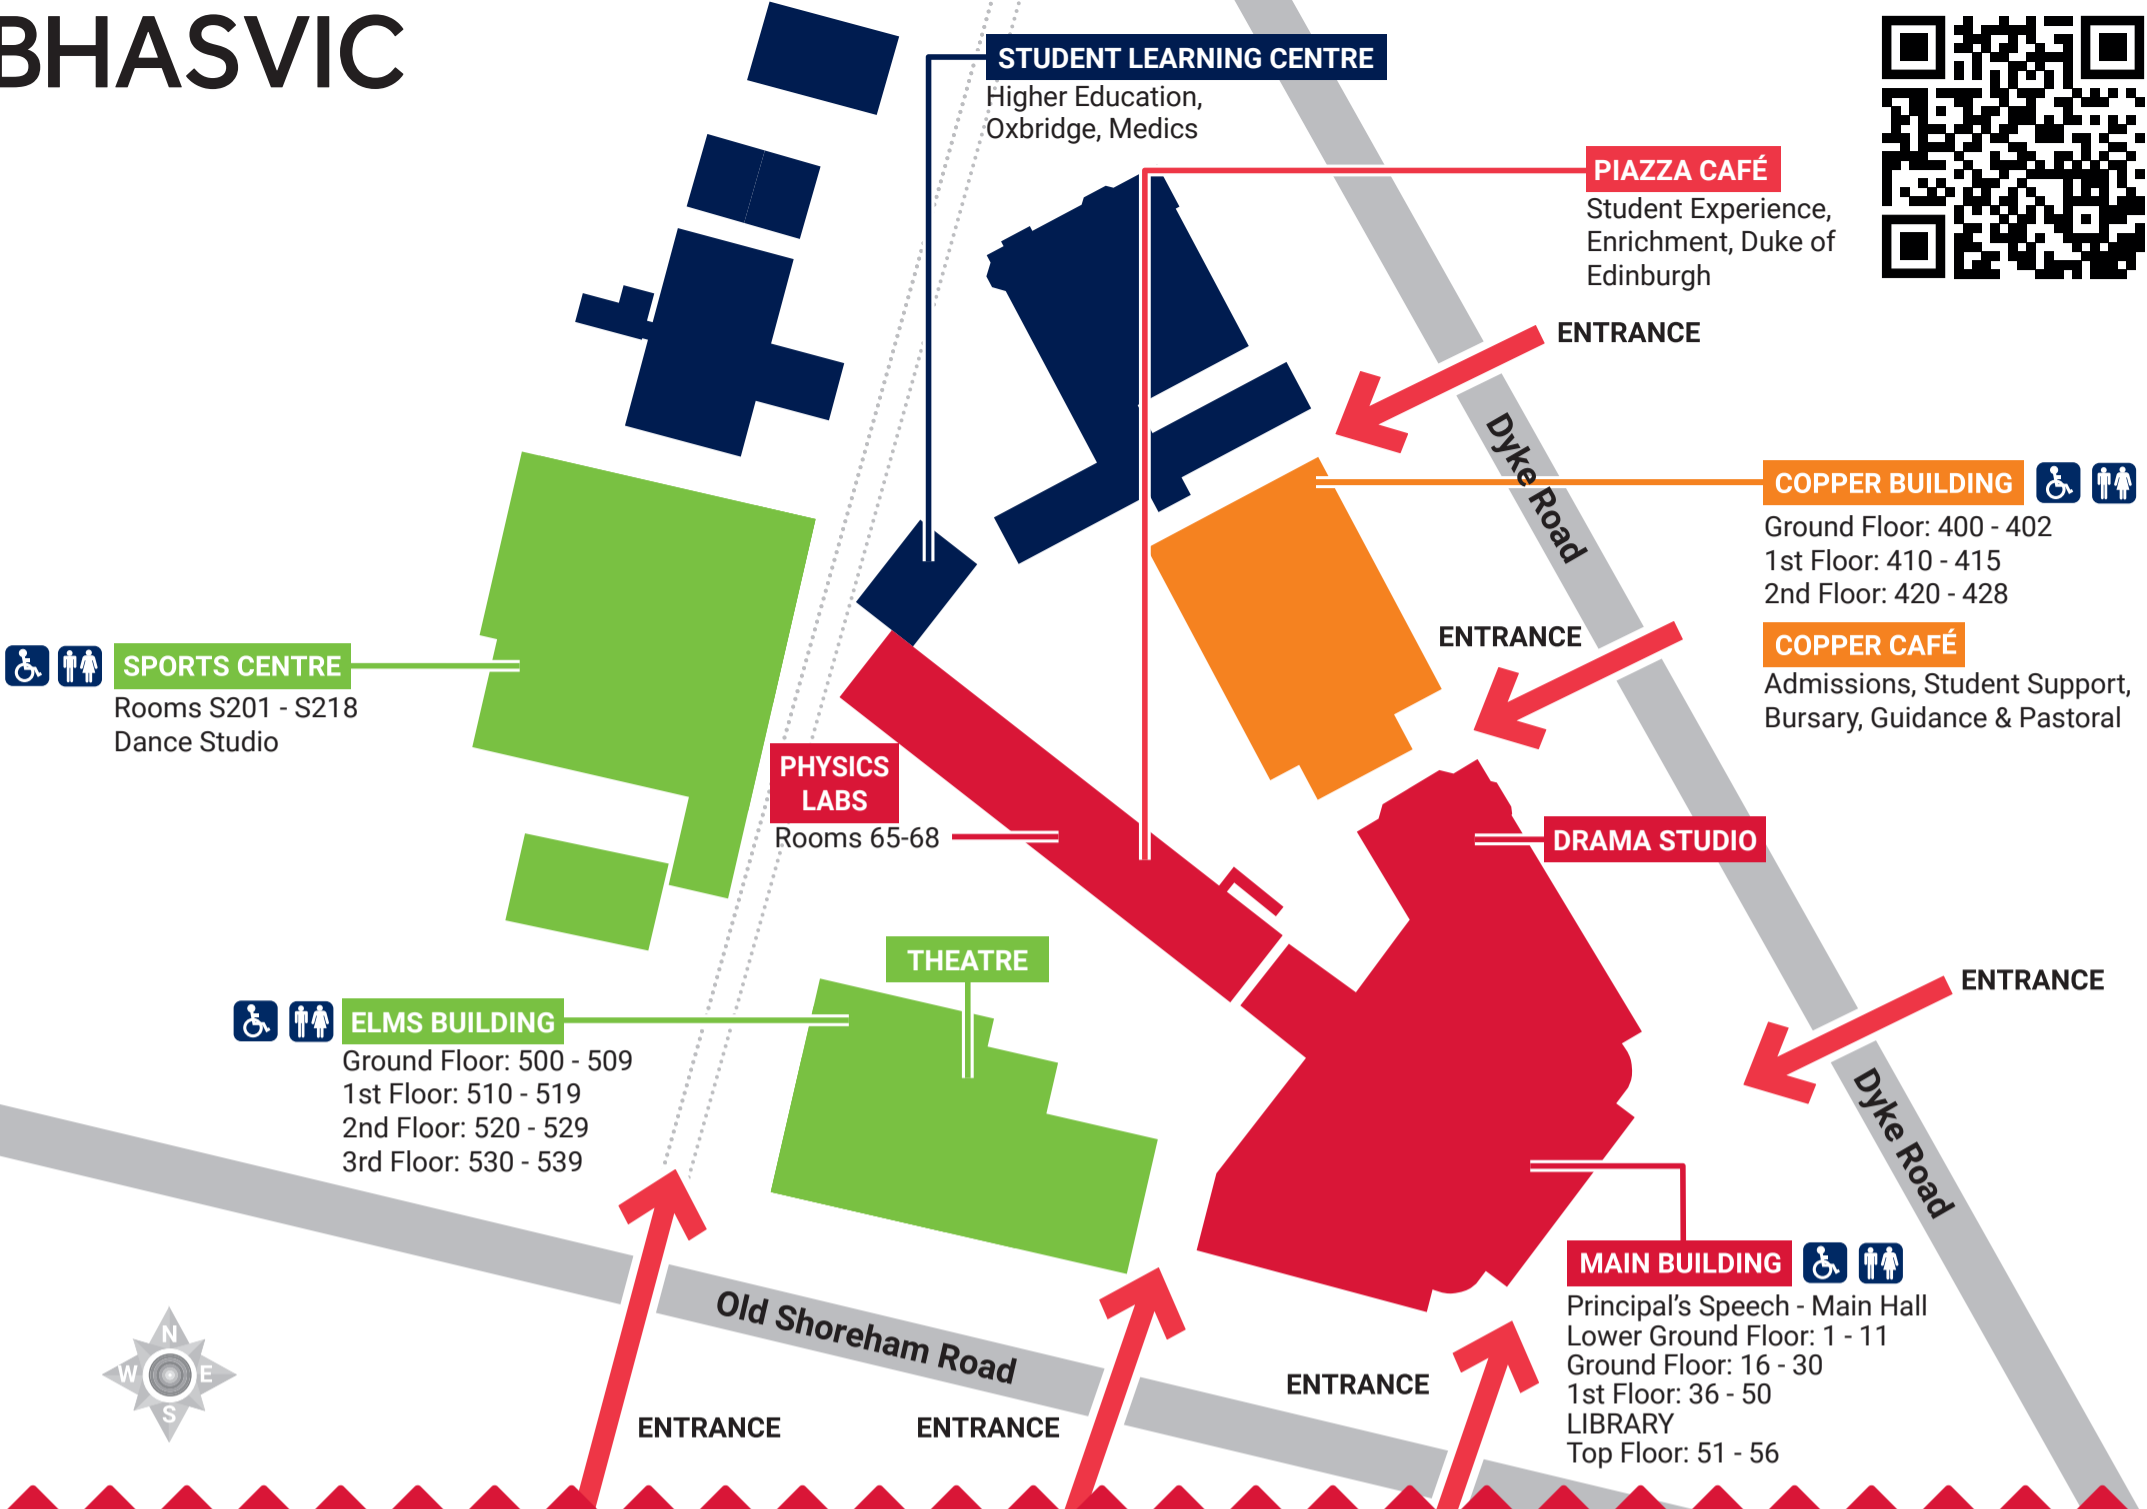 BHASVIC
STUDENT LEARNING CENTRE
Higher Education,
Oxbridge, Medics
PIAZZA CAFÉ
Student Experience,
Enrichment, Duke of
Edinburgh
ENTRANCE
Dyke Road
COPPER BUILDING
Ground Floor: 400 - 402
1st Floor: 410 - 415
2nd Floor: 420 - 428
COPPER CAFÉ
Admissions, Student Support,
Bursary, Guidance & Pastoral
ENTRANCE
SPORTS CENTRE
Rooms S201 - S218
Dance Studio
PHYSICS
LABS
Rooms 65-68
DRAMA STUDIO
THEATRE
ENTRANCE
ELMS BUILDING
Ground Floor: 500 - 509
1st Floor: 510 - 519
2nd Floor: 520 - 529
3rd Floor: 530 - 539
Dyke Road
MAIN BUILDING
Principal's Speech - Main Hall
Lower Ground Floor: 1 - 11
Ground Floor: 16 - 30
1st Floor: 36 - 50
LIBRARY
Top Floor: 51 - 56
Old Shoreham Road
N
W E
S
ENTRANCE
ENTRANCE
ENTRANCE